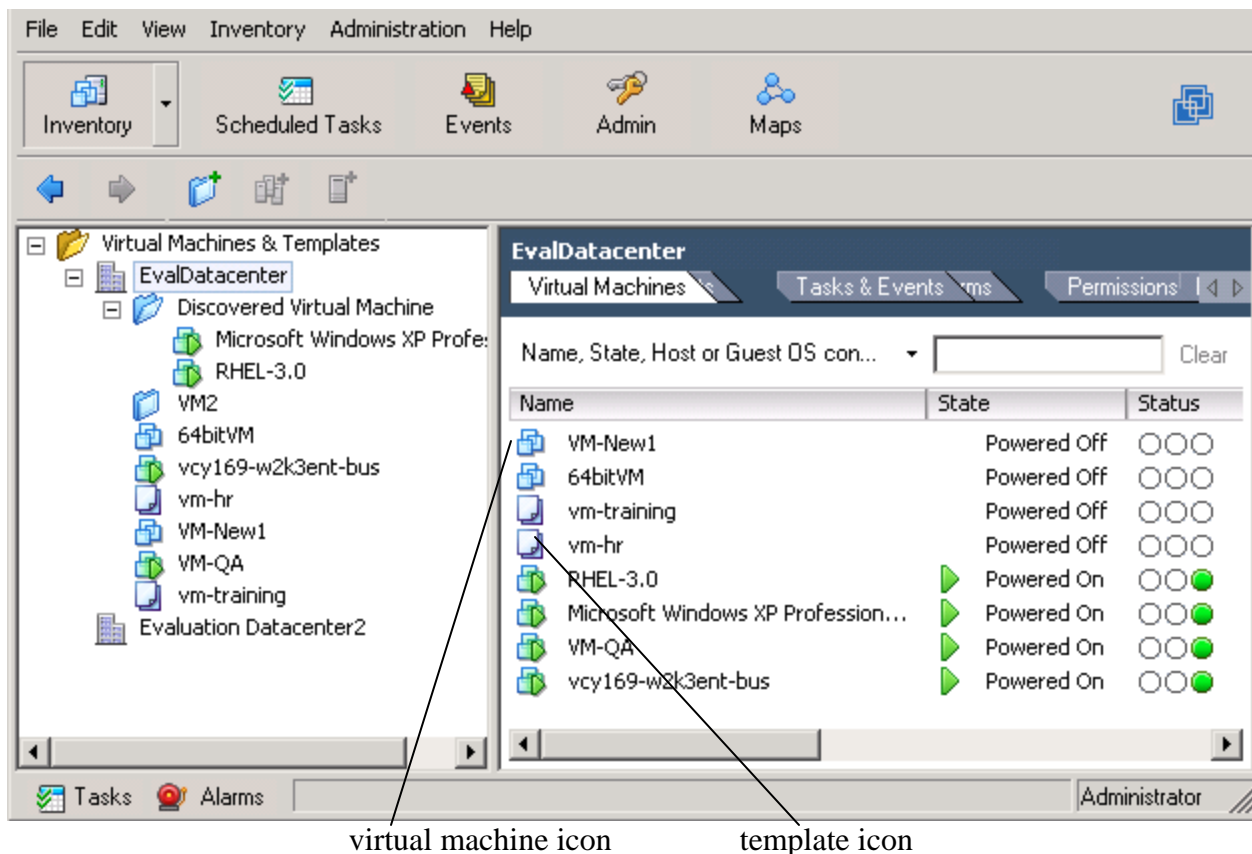 File Edit View Inventory Administration Help
Inventory Scheduled Tasks Events Admin Maps
Virtual Machines & Templates
EvalDatacenter
Discovered Virtual Machine
Microsoft Windows XP Profe
RHEL-3.0
VM2
64bitVM
vcy169-w2k3ent-bus
vm-hr
VM-New1
VM-QA
vm-training
Evaluation Datacenter2
EvalDatacenter
Virtual Machines Tasks & Events ms Permissions
Name, State, Host or Guest OS con... Clear
Name State Status
VM-New1 Powered Off
64bitVM Powered Off
vm-training Powered Off
vm-hr Powered Off
RHEL-3.0 Powered On
Microsoft Windows XP Profession... Powered On
VM-QA Powered On
vcy169-w2k3ent-bus Powered On
Tasks Alarms Administrator
virtual machine icon template icon